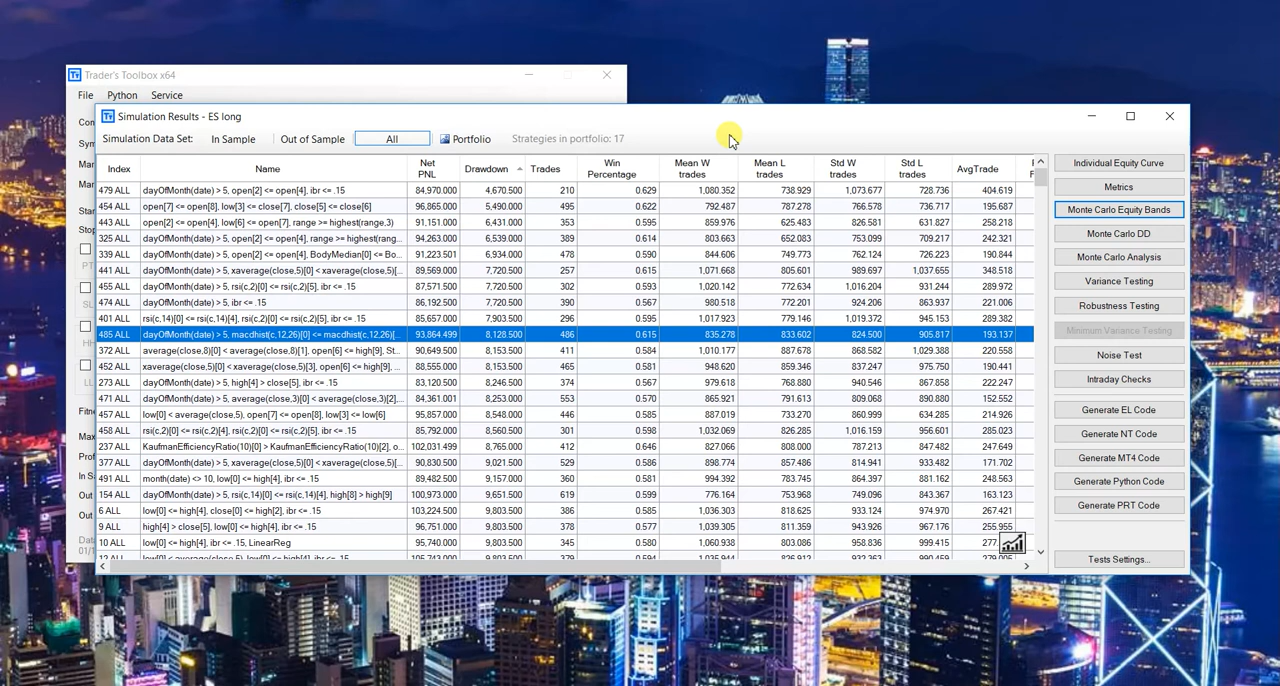 Trader's Toolbox x64
File Python Service
Simulation Results - ES long
Simulation Data Set: In Sample Out of Sample All Portfolio Strategies in portfolio: 17
Index Name Net PNL Drawdown Trades Win Percentage Mean W trades Mean L trades Std W trades Std L trades AvgTrade
479 ALL dayOfMonth(date) > 5, open[2] <= open[4], ibr <= .15 84,970.000 4,670.500 210 0.629 1,080.352 738.929 1,073.677 728.736 404.619
454 ALL open[7] <= open[8], low[3] <= close[7], close[5] <= close[6] 96,865.000 5,490.000 495 0.622 792.487 787.278 766.578 736.717 195.687
443 ALL open[2] <= open[4], low[6] <= open[7], range >= highest(range,3) 91,151.000 6,431.000 353 0.595 859.976 625.483 826.581 631.827 258.218
325 ALL dayOfMonth(date) > 5, open[2] <= open[4], range >= highest(rang... 94,263.000 6,539.000 389 0.614 803.663 652.083 753.099 709.217 242.321
339 ALL dayOfMonth(date) > 5, open[2] <= open[4], BodyMedian[0] <= Bo... 91,223.501 6,934.000 478 0.590 844.606 749.773 762.124 726.223 190.844
441 ALL dayOfMonth(date) > 5, xaverage(close,5)[0] < xaverage(close,5)... 89,569.000 7,720.500 257 0.615 1,071.668 805.601 989.697 1,037.655 348.518
455 ALL dayOfMonth(date) > 5, rsi(c,2)[0] <= rsi(c,2)[5], ibr <= .15 87,571.500 7,720.500 302 0.593 1,020.142 772.634 1,016.204 931.244 289.972
474 ALL dayOfMonth(date) > 5, ibr <= .15 86,192.500 7,720.500 390 0.567 980.518 772.201 924.206 863.937 221.006
401 ALL rsi(c,14)[0] <= rsi(c,14)[4], rsi(c,2)[0] <= rsi(c,2)[5], ibr <= .15 85,657.000 7,903.500 296 0.595 1,017.923 779.146 1,019.372 945.153 289.382
485 ALL dayOfMonth(date) > 5, macdhist(c,12,26)[0] <= macdhist(c,12,26)[... 93,864.499 8,128.500 486 0.615 835.278 833.602 824.500 905.817 193.137
372 ALL average(close,8)[0] < average(close,8)[1], open[6] <= high[9], St... 90,649.500 8,153.500 411 0.584 1,010.177 887.678 868.582 1,029.388 220.558
452 ALL xaverage(close,5)[0] < xaverage(close,5)[3], open[6] <= high[9], ... 88,555.000 8,153.500 465 0.581 948.620 859.346 837.247 975.750 190.441
273 ALL dayOfMonth(date) > 5, high[4] > close[5], ibr <= .15 83,120.500 8,246.500 374 0.567 979.618 768.880 940.546 867.858 222.247
471 ALL dayOfMonth(date) > 5, average(close,3)[0] < average(close,3)[2], ... 84,361.001 8,253.000 553 0.570 865.921 791.613 809.068 890.880 152.552
457 ALL low[0] < average(close,5), open[7] <= open[8], low[3] <= low[6] 95,857.000 8,548.000 446 0.585 887.019 733.270 860.999 634.285 214.926
458 ALL rsi(c,2)[0] <= rsi(c,2)[4], rsi(c,2)[0] <= rsi(c,2)[5], ibr <= .15 85,792.000 8,560.501 301 0.598 1,032.069 826.285 1,016.159 956.601 285.023
237 ALL KaufmanEfficiencyRatio(10)[0] > KaufmanEfficiencyRatio(10)[2], o... 102,031.499 8,765.000 412 0.646 827.066 808.000 787.213 847.482 247.649
377 ALL dayOfMonth(date) > 5, xaverage(close,5)[0] < xaverage(close,5)... 90,830.500 9,021.500 529 0.586 898.774 857.486 814.941 933.482 171.702
491 ALL month(date) <> 10, low[0] <= high[4], ibr <= .15 89,482.500 9,157.000 360 0.581 994.392 783.745 864.397 881.162 248.563
154 ALL dayOfMonth(date) > 5, rsi(c,14)[0] <= rsi(c,14)[4], high[8] > high[9] 100,973.000 9,651.500 619 0.599 776.164 753.968 749.096 843.367 163.123
6 ALL low[0] <= high[4], close[0] <= high[2], ibr <= .15 103,224.500 9,803.500 386 0.585 1,036.303 818.625 933.124 974.970 267.421
9 ALL high[4] > close[5], low[0] <= high[4], ibr <= .15 96,751.000 9,803.500 378 0.577 1,039.305 811.359 943.926 967.176 255.955
10 ALL low[0] <= high[4], ibr <= .15, LinearReg 95,740.000 9,803.500 345 0.580 1,060.938 803.086 958.836 999.415 277.
12 ALL low[0] < average(close,5), low[0] <= high[4], ibr <= .15 105,743.000 9,803.500 379 0.594 1,035.944 826.912 932.363 990.459 279.005
Individual Equity Curve
Metrics
Monte Carlo Equity Bands
Monte Carlo DD
Monte Carlo Analysis
Variance Testing
Robustness Testing
Minimum Variance Testing
Noise Test
Intraday Checks
Generate EL Code
Generate NT Code
Generate MT4 Code
Generate Python Code
Generate PRT Code
Tests Settings...